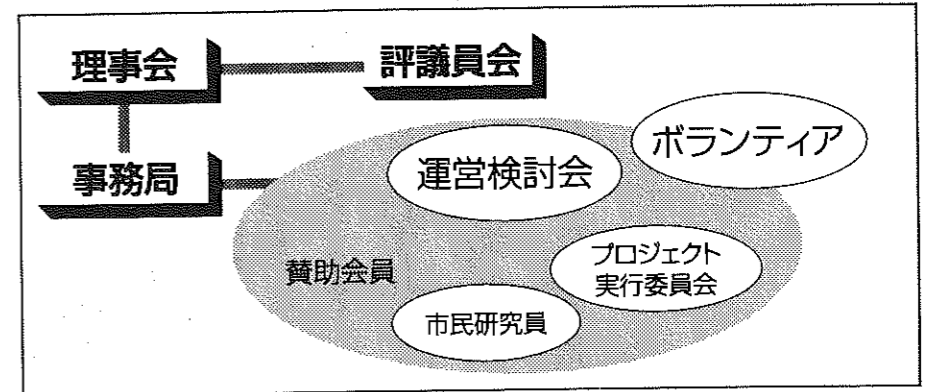 理事会
評議員会
事務局
運営検討会
ボランティア
賛助会員
プロジェクト
実行委員会
市民研究員